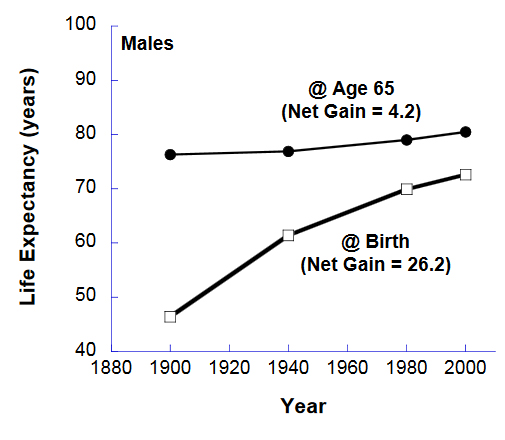 Males
@ Age 65
(Net Gain = 4.2)
@ Birth
(Net Gain = 26.2)
Life Expectancy (years)
100
90
80
70
60
50
40
1880 1900 1920 1940 1960 1980 2000
Year